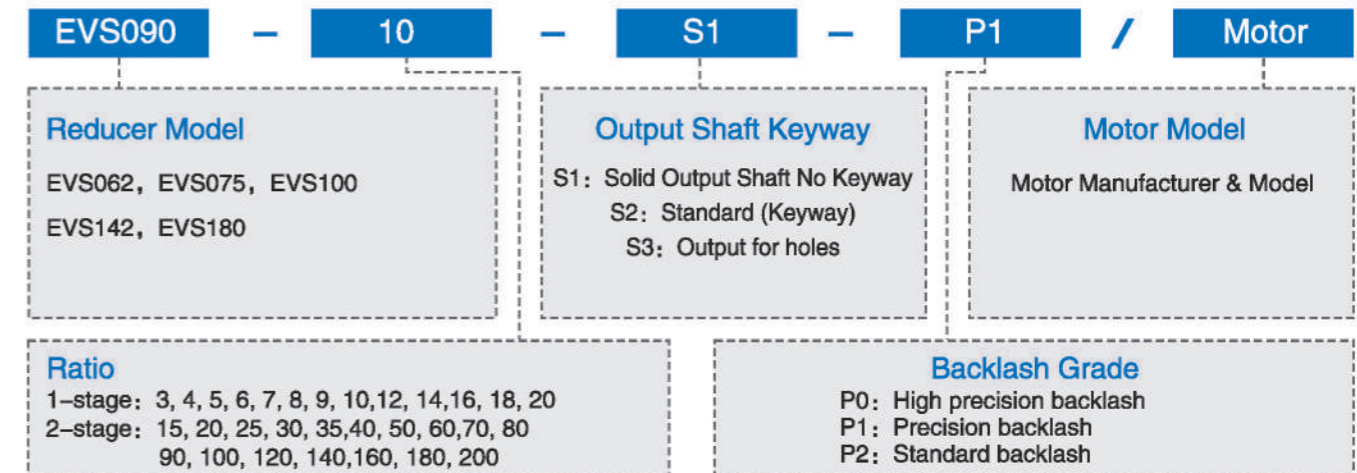 EVS090 – 10 – S1 – P1 / Motor
Reducer Model
EVS062, EVS075, EVS100
EVS142, EVS180
Output Shaft Keyway
S1: Solid Output Shaft No Keyway
S2: Standard (Keyway)
S3: Output for holes
Motor Model
Motor Manufacturer & Model
Ratio
1–stage: 3, 4, 5, 6, 7, 8, 9, 10,12, 14,16, 18, 20
2–stage: 15, 20, 25, 30, 35,40, 50, 60,70, 80
90, 100, 120, 140,160, 180, 200
Backlash Grade
P0: High precision backlash
P1: Precision backlash
P2: Standard backlash